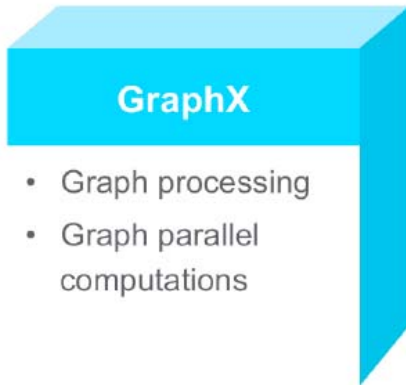 GraphX
• Graph processing
• Graph parallel
computations